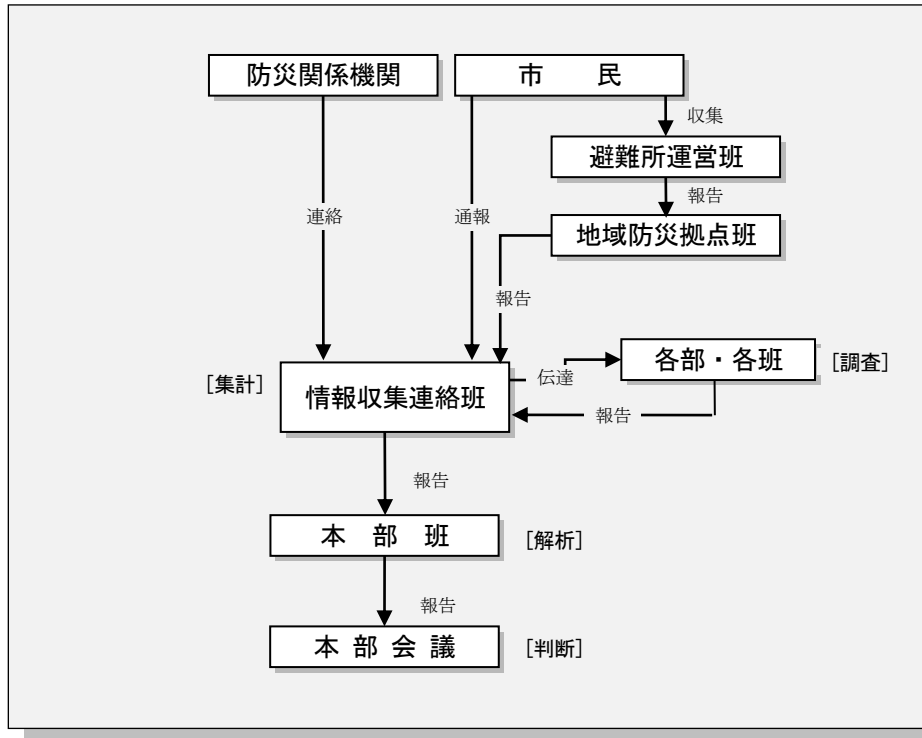 防災関係機関
市　　民
収集
避難所運営班
報告
連絡
通報
地域防災拠点班
報告
各部・各班
[調査]
伝達
[集計]
情報収集連絡班
報告
報告
本　部　班
[解析]
報告
本 部 会 議
[判断]